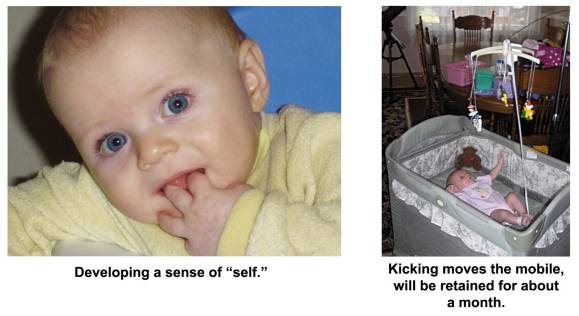 Developing a sense of “self.”
Kicking moves the mobile,
will be retained for about
a month.